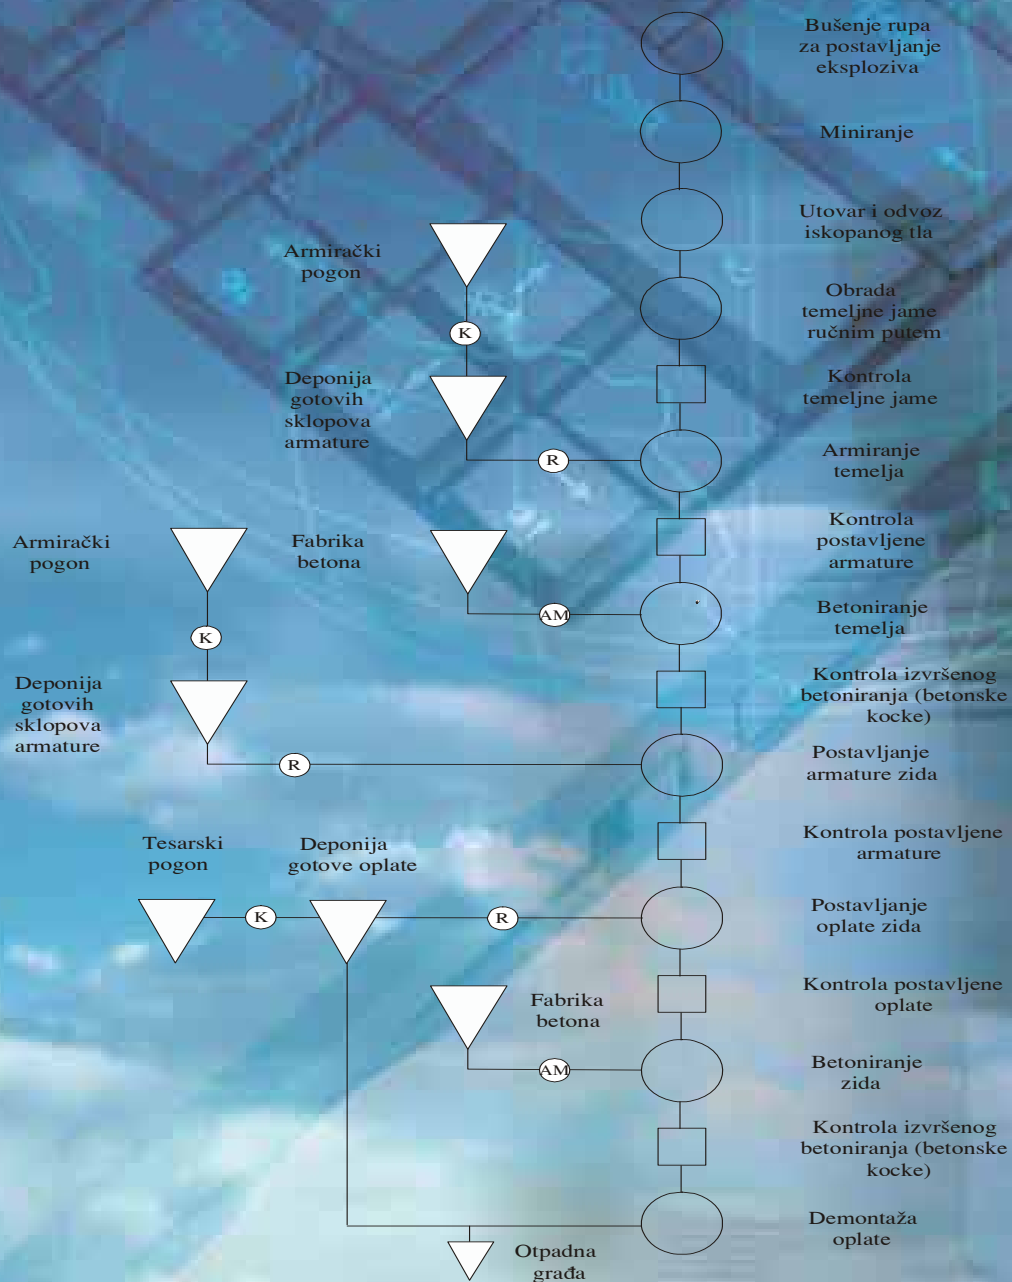 Bušenje rupa
za postavljanje
eksploziva
Miniranje
Utovar i odvoz
iskopanog tla
Armirački
pogon
Obrada
temeljne jame
ručnim putem
K
Deponija
gotovih
sklopova
armature
Kontrola
temeljne jame
R
Armiranje
temelja
Armirački
pogon
Fabrika
betona
Kontrola
postavljene
armature
AM
Betoniranje
temelja
K
Deponija
gotovih
sklopova
armature
Kontrola izvršenog
betoniranja (betonske
kocke)
R
Postavljanje
armature zida
Tesarski
pogon
Deponija
gotove oplate
Kontrola postavljene
armature
K
R
Postavljanje
oplate zida
Fabrika
betona
Kontrola postavljene
oplate
AM
Betoniranje
zida
Kontrola izvršenog
betoniranja (betonske
kocke)
Demontaža
oplate
Otpadna
građa